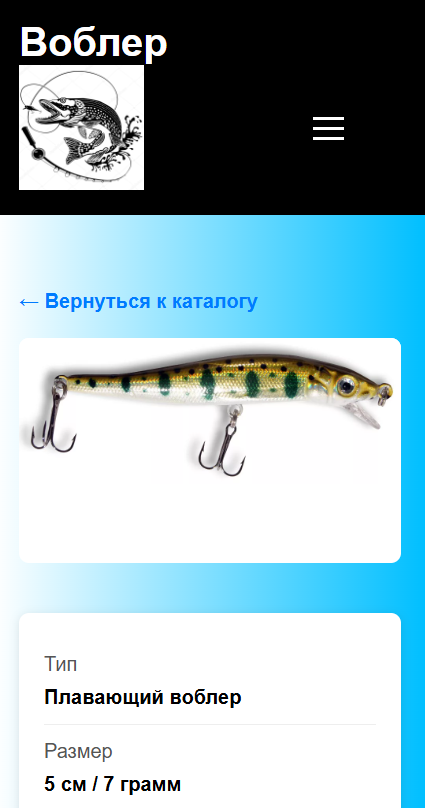 Воблер
← Вернуться к каталогу
Тип
Плавающий воблер
Размер
5 см / 7 грамм